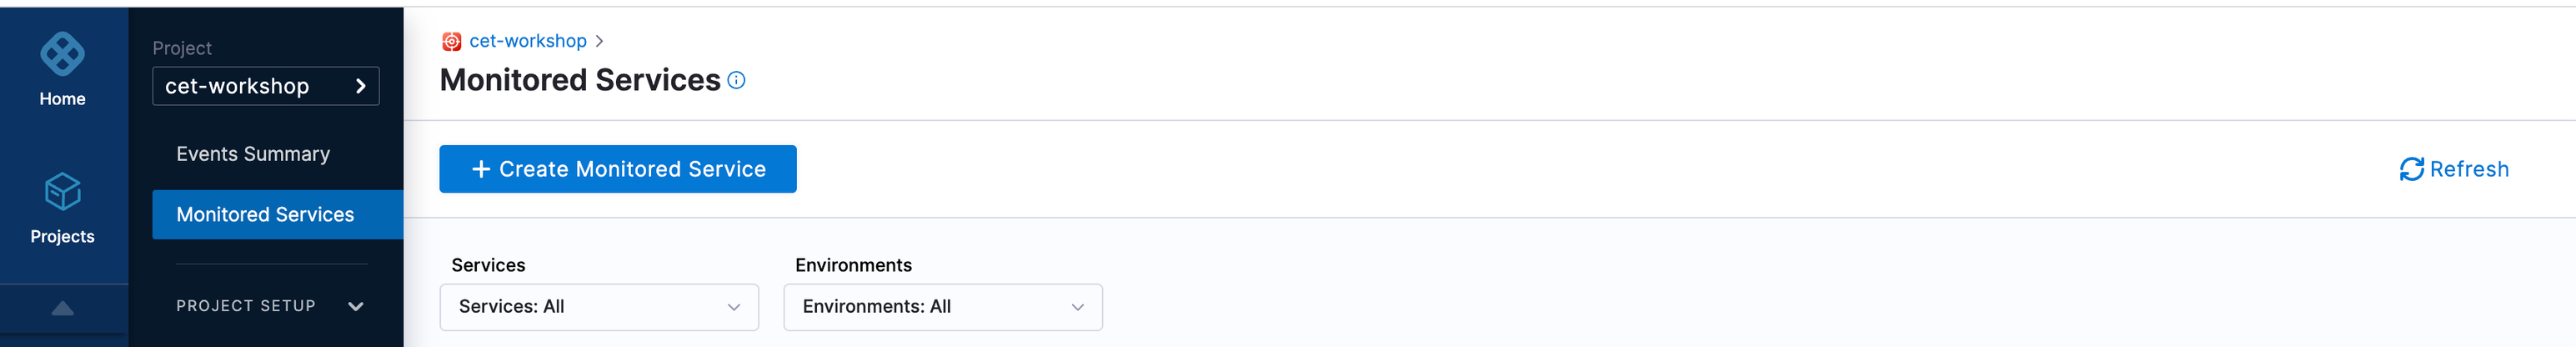 Home
Projects
Project
cet-workshop
Events Summary
Monitored Services
PROJECT SETUP
cet-workshop
Monitored Services
+ Create Monitored Service
Refresh
Services
Services: All
Environments
Environments: All